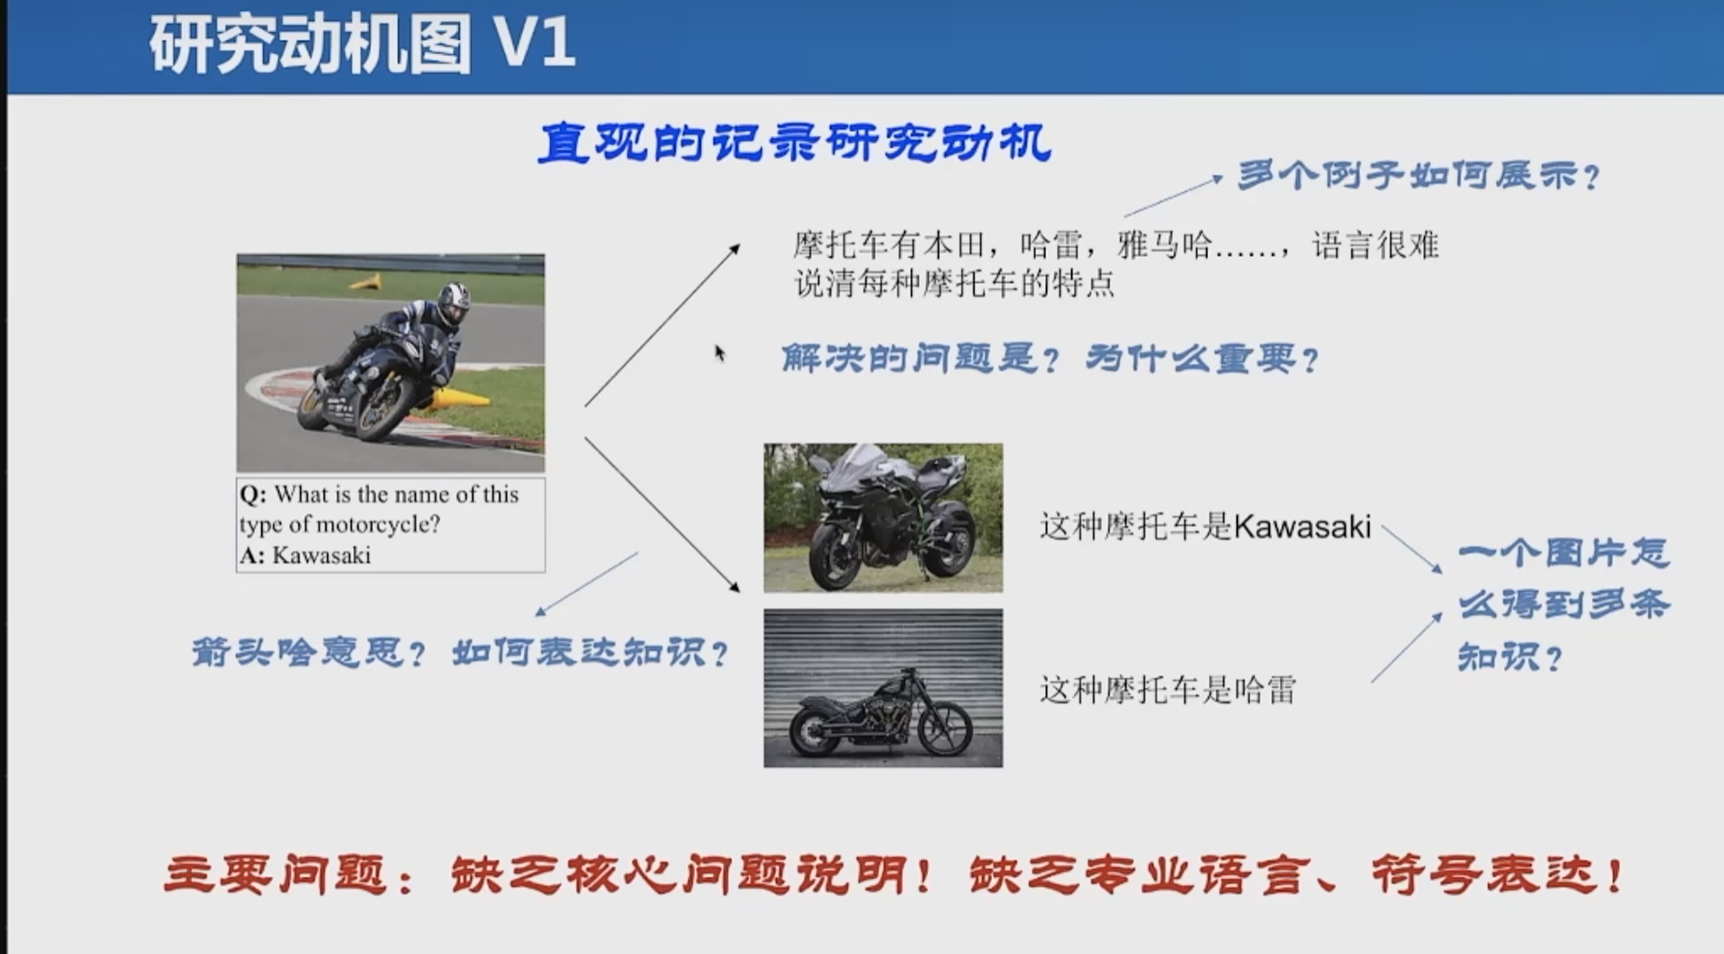 研究动机图 V1
直观的记录研究动机
多个例子如何展示?
摩托车有本田，哈雷，雅马哈……，语言很难
说清每种摩托车的特点
解决的问题是? 为什么重要?
Q: What is the name of this
type of motorcycle?
A: Kawasaki
这种摩托车是Kawasaki
一个图片怎
么得到多条
知识?
箭头啥意思? 如何表达知识?
这种摩托车是哈雷
主要问题: 缺乏核心问题说明! 缺乏专业语言、符号表达!